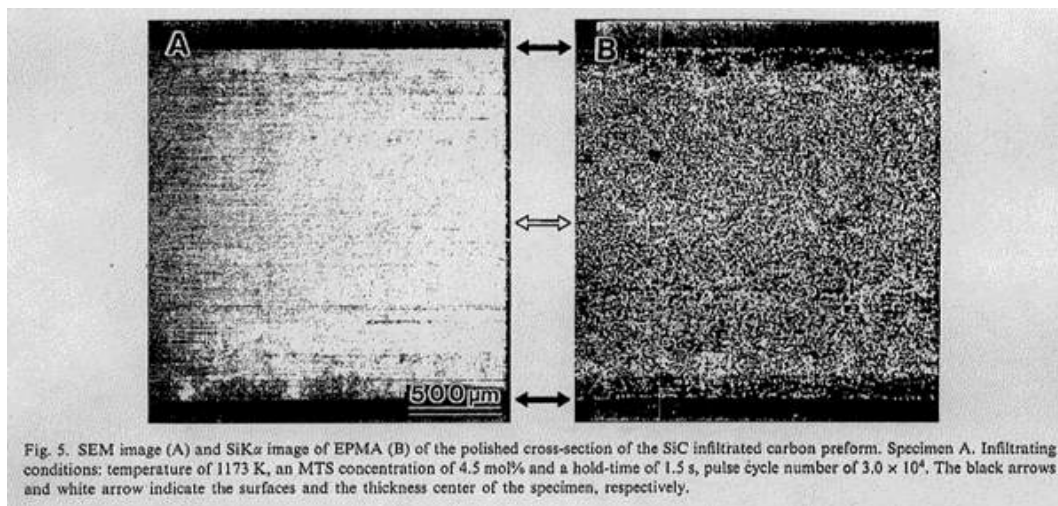 A
B
500μm
Fig. 5. SEM image (A) and SiKα image of EPMA (B) of the polished cross-section of the SiC infiltrated carbon preform. Specimen A. Infiltrating
conditions: temperature of 1173 K, an MTS concentration of 4.5 mol% and a hold-time of 1.5 s, pulse cycle number of 3.0 × 10⁴. The black arrows
and white arrow indicate the surfaces and the thickness center of the specimen, respectively.